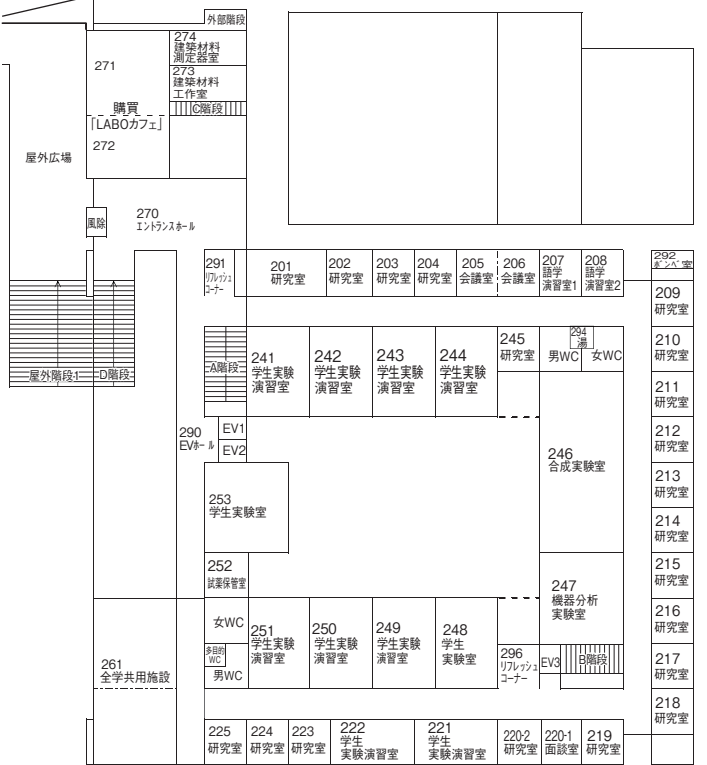 外部階段
274
建築材料
測定器室
271
273
建築材料
工作室
購買
C階段
「LABOカフェ」
272
屋外広場
風除
270
エントランスホール
291
リフレッシュ
コーナー
201
研究室
202
研究室
203
研究室
204
研究室
205
会議室
206
会議室
207
語学
演習室1
208
語学
演習室2
292
ボンベ室
209
研究室
210
研究室
211
研究室
212
研究室
213
研究室
214
研究室
215
研究室
216
研究室
217
研究室
218
研究室
屋外階段1
D階段
A階段
241
学生実験
演習室
242
学生実験
演習室
243
学生実験
演習室
244
学生実験
演習室
245
研究室
294
湯
男WC
女WC
290
EVホール
EV1
EV2
246
合成実験室
253
学生実験室
252
試薬保管室
247
機器分析
実験室
女WC
多目的
WC
男WC
251
学生実験
演習室
250
学生実験
演習室
249
学生実験
演習室
248
学生
実験室
296
リフレッシュ
コーナー
EV3
B階段
261
全学共用施設
225
研究室
224
研究室
223
研究室
222
学生
実験演習室
221
学生
実験演習室
220-2
研究室
220-1
面談室
219
研究室